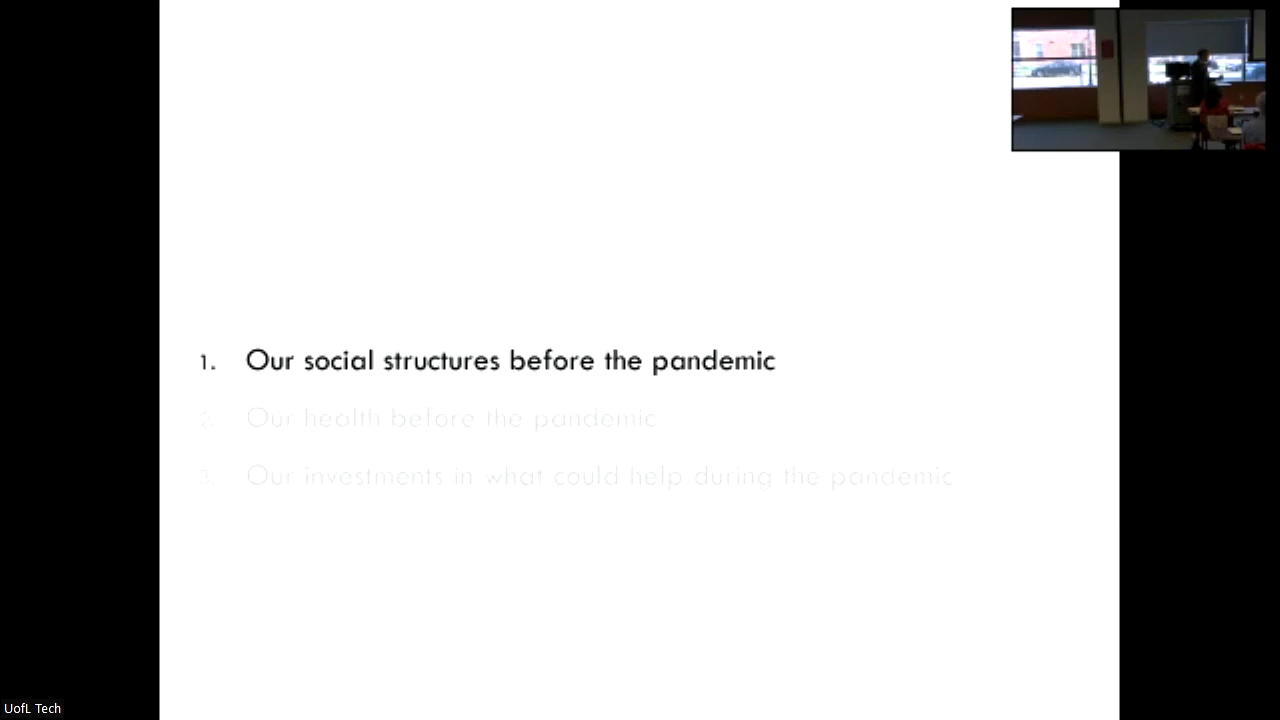 1. Our social structures before the pandemic
2. Our health before the pandemic
3. Our investments in what could help during the pandemic
UofL Tech